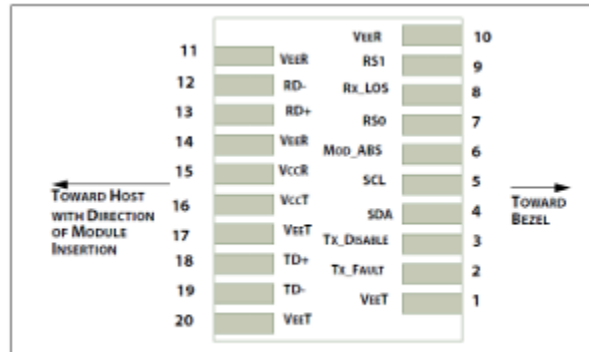 VEER 10
11 VEER
RS1 9
12 RD-
RX_LOS 8
13 RD+
RS0 7
14 VEER
MOD_ABS 6
15 VCCR
SCL 5
TOWARD HOST
WITH DIRECTION
OF MODULE
INSERTION
16 VCCT
SDA 4
TOWARD
BEZEL
17 VEET
TX_DISABLE 3
18 TD+
TX_FAULT 2
19 TD-
VEET 1
20 VEET